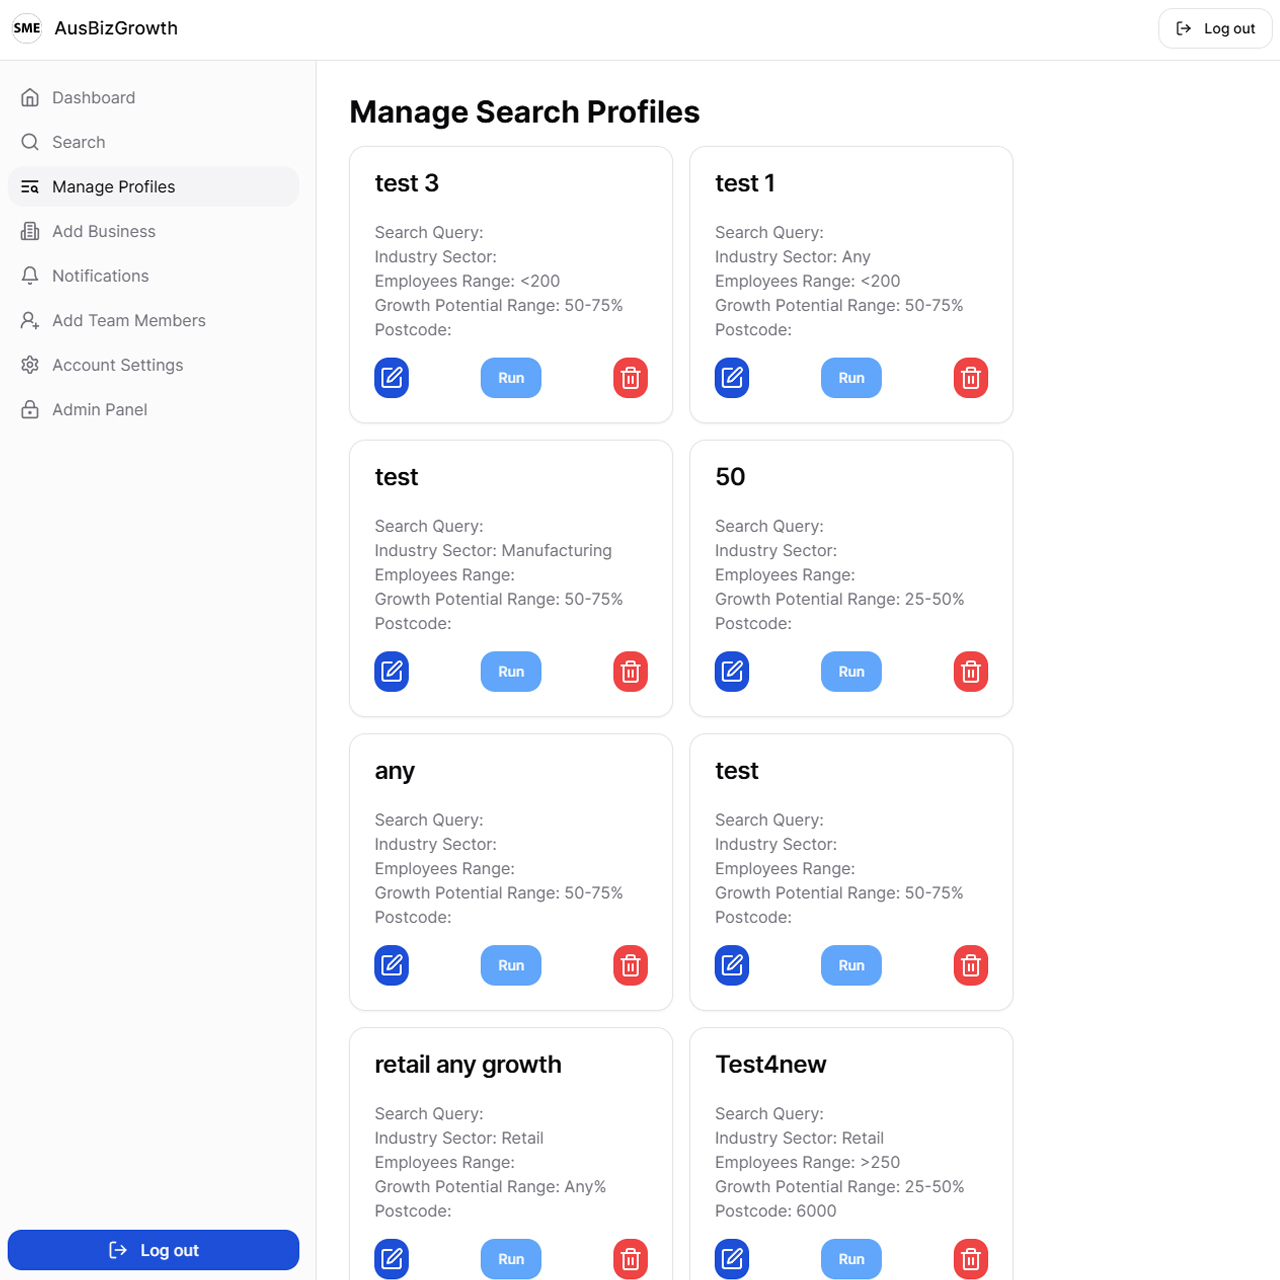 SME AusBizGrowth
Log out
Dashboard
Search
Manage Profiles
Add Business
Notifications
Add Team Members
Account Settings
Admin Panel
Log out
Manage Search Profiles
test 3
Search Query:
Industry Sector:
Employees Range: <200
Growth Potential Range: 50-75%
Postcode:
Run
test 1
Search Query:
Industry Sector: Any
Employees Range: <200
Growth Potential Range: 50-75%
Postcode:
Run
test
Search Query:
Industry Sector: Manufacturing
Employees Range:
Growth Potential Range: 50-75%
Postcode:
Run
50
Search Query:
Industry Sector:
Employees Range:
Growth Potential Range: 25-50%
Postcode:
Run
any
Search Query:
Industry Sector:
Employees Range:
Growth Potential Range: 50-75%
Postcode:
Run
test
Search Query:
Industry Sector:
Employees Range:
Growth Potential Range: 50-75%
Postcode:
Run
retail any growth
Search Query:
Industry Sector: Retail
Employees Range:
Growth Potential Range: Any%
Postcode:
Run
Test4new
Search Query:
Industry Sector: Retail
Employees Range: >250
Growth Potential Range: 25-50%
Postcode: 6000
Run